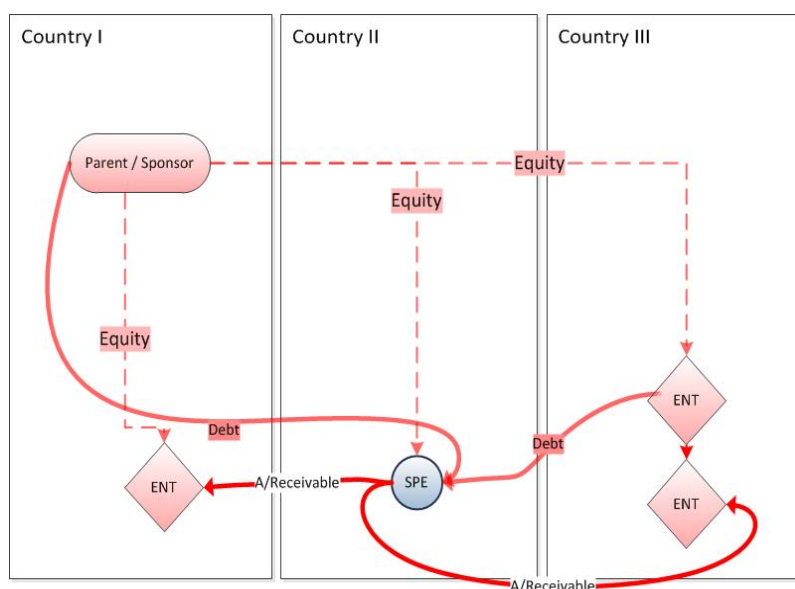 Country I
Country II
Country III
Parent / Sponsor
Equity
Equity
Equity
ENT
Debt
Debt
ENT
A/Receivable
SPE
ENT
A/Receivable